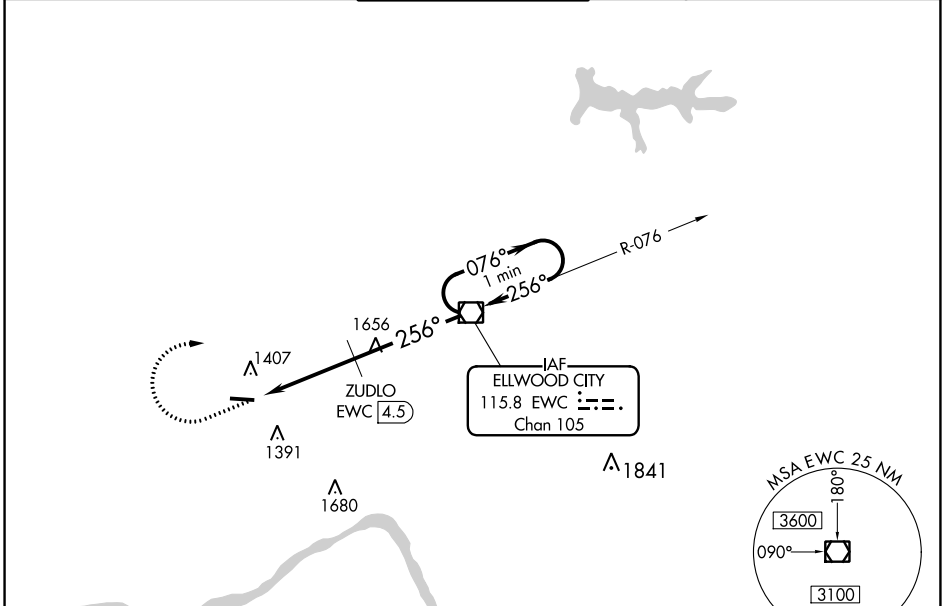 R-076
076°
1 min
256°
1656
256°
1407
IAF
ELLWOOD CITY
115.8 EWC
Chan 105
ZUDLO
EWC 4.5
1391
1841
1680
MSA EWC 25 NM
180°
3600
090°
3100